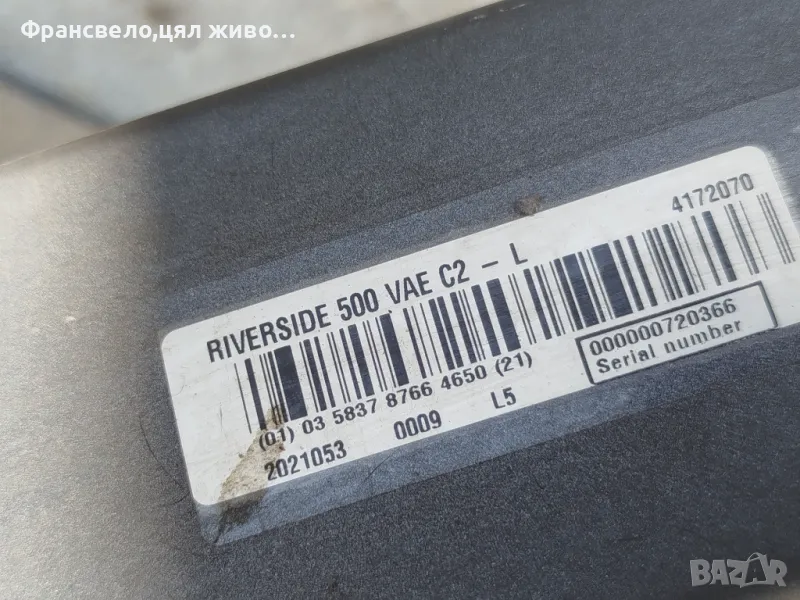 Франсвело,цял живо...
4172070
RIVERSIDE 500 VAE C2 - L
000000720366
Serial number
(01) 03 5837 8766 4650 (21)
2021053 0009 L5
BAZAR